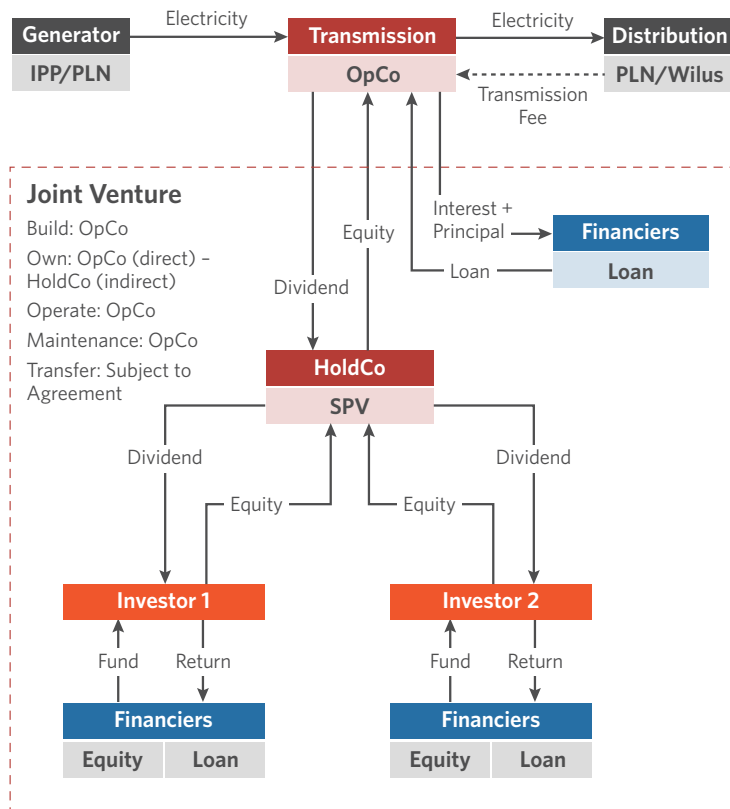 Electricity
Electricity
Generator
Transmission
Distribution
IPP/PLN
OpCo
PLN/Wilus
Transmission
Fee
Joint Venture
Build: OpCo
Own: OpCo (direct) –
HoldCo (indirect)
Operate: OpCo
Maintenance: OpCo
Transfer: Subject to
Agreement
Dividend
Equity
Interest +
Principal
Loan
Financiers
Loan
HoldCo
SPV
Dividend
Dividend
Equity
Equity
Investor 1
Investor 2
Fund
Return
Fund
Return
Financiers
Financiers
Equity
Loan
Equity
Loan